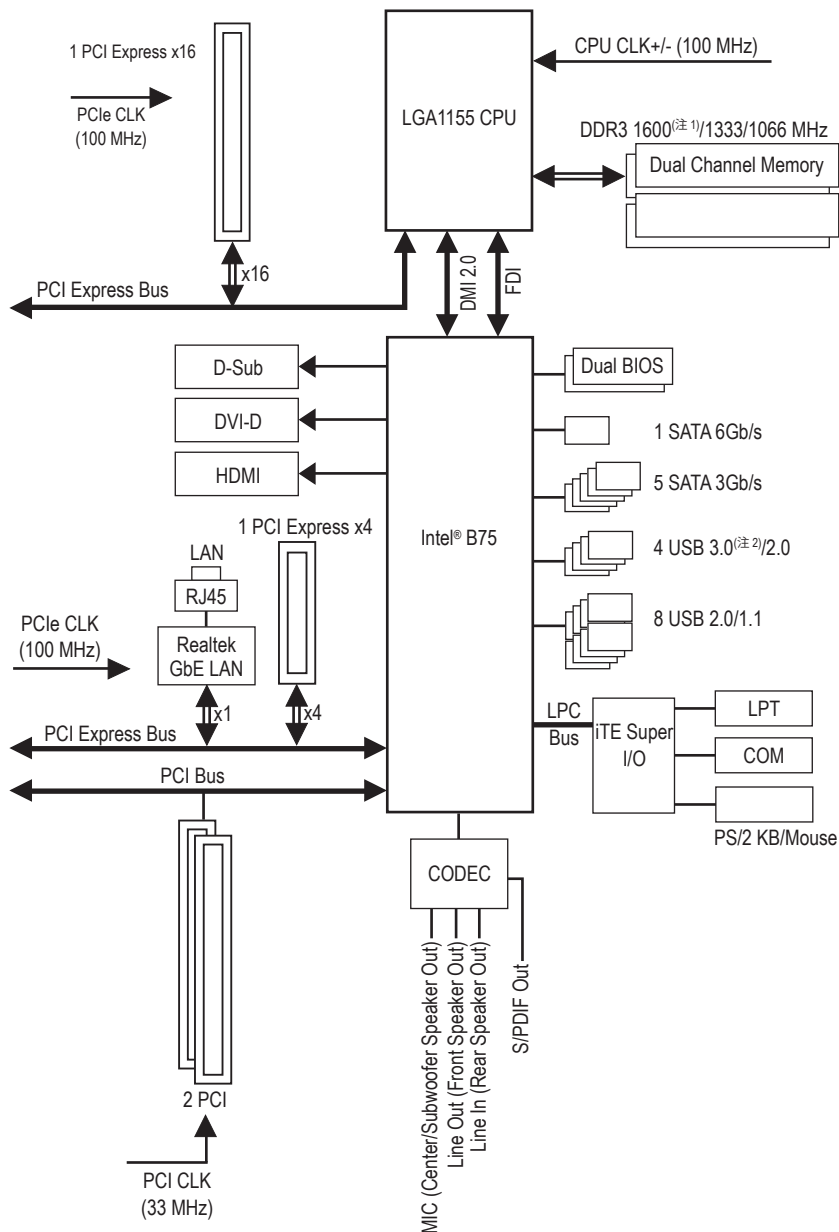 1 PCI Express x16
PCIe CLK
(100 MHz)
x16
PCI Express Bus
LGA1155 CPU
CPU CLK+/- (100 MHz)
DDR3 1600(注 1)/1333/1066 MHz
Dual Channel Memory
DMI 2.0
FDI
D-Sub
DVI-D
HDMI
Intel® B75
Dual BIOS
1 SATA 6Gb/s
5 SATA 3Gb/s
4 USB 3.0(注 2)/2.0
8 USB 2.0/1.1
1 PCI Express x4
LAN
RJ45
Realtek
GbE LAN
PCIe CLK
(100 MHz)
x1
x4
PCI Express Bus
PCI Bus
LPC
Bus
iTE Super
I/O
LPT
COM
PS/2 KB/Mouse
CODEC
MIC (Center/Subwoofer Speaker Out)
Line Out (Front Speaker Out)
Line In (Rear Speaker Out)
S/PDIF Out
2 PCI
PCI CLK
(33 MHz)